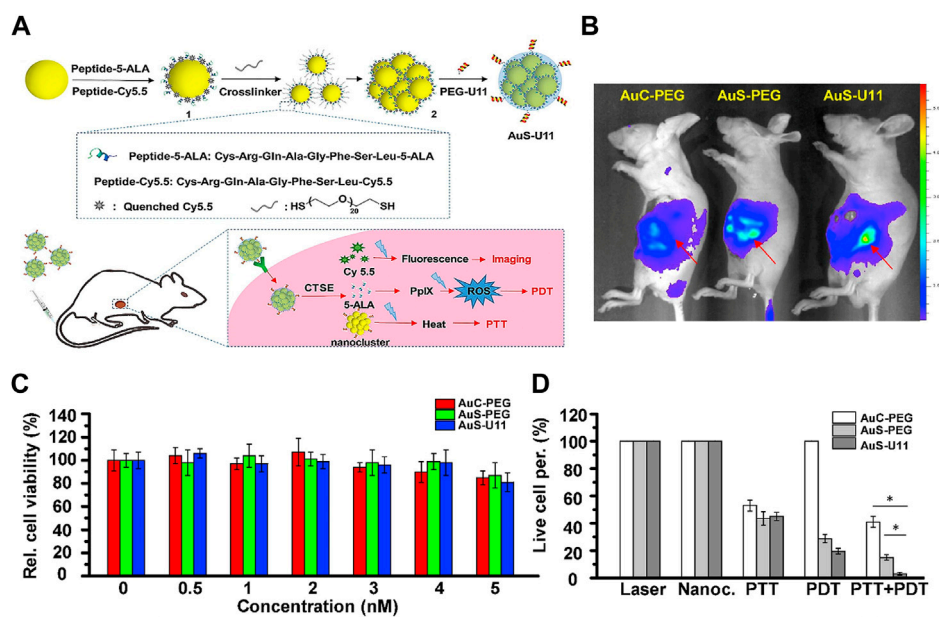 A
Peptide-5-ALA
Peptide-Cy5.5
1
Crosslinker
2
PEG-U11
AuS-U11
Peptide-5-ALA: Cys-Arg-Gln-Ala-Gly-Phe-Ser-Leu-5-ALA
Peptide-Cy5.5: Cys-Arg-Gln-Ala-Gly-Phe-Ser-Leu-Cy5.5
: Quenched Cy5.5
: HS(O)20SH
CTSE
Cy 5.5
Fluorescence
Imaging
5-ALA
PpIX
ROS
PDT
nanocluster
Heat
PTT
B
AuC-PEG AuS-PEG AuS-U11
C
Rel. cell viability (%)
140
120
100
80
60
40
20
0
AuC-PEG
AuS-PEG
AuS-U11
0 0.5 1 2 3 4 5
Concentration (nM)
D
Live cell per. (%)
120
100
80
60
40
20
0
AuC-PEG
AuS-PEG
AuS-U11
*
*
Laser Nanoc. PTT PDT PTT+PDT